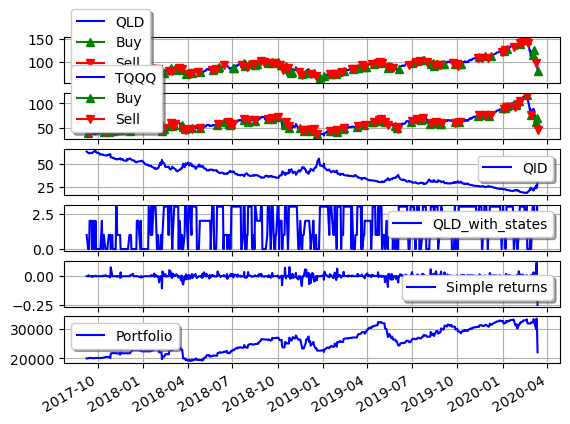 QLD
Buy
Sell
150
100
TQQQ
Buy
Sell
100
50
QID
50
25
QLD_with_states
2.5
0.0
Simple returns
0.00
−0.25
Portfolio
30000
20000
2017-10
2018-01
2018-04
2018-07
2018-10
2019-01
2019-04
2019-07
2019-10
2020-01
2020-04